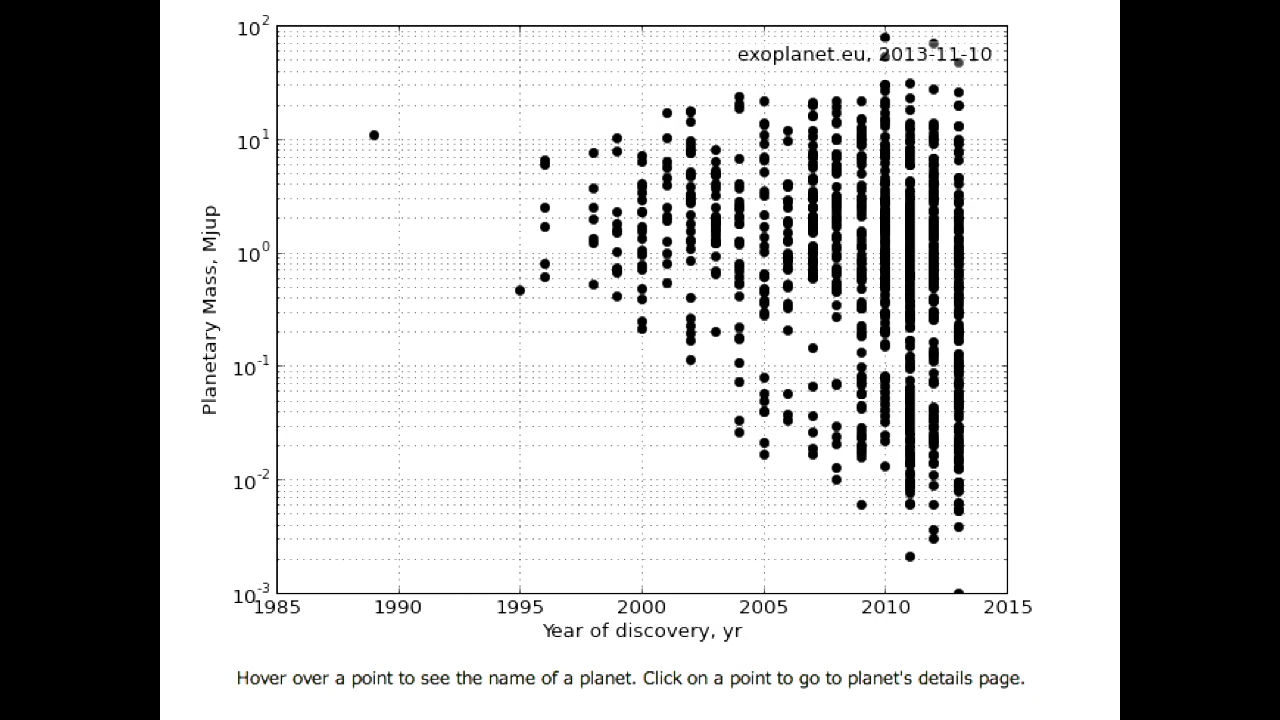 10^2
exoplanet.eu, 2013-11-10
10^1
10^0
10^-1
10^-2
10^-3
Planetary Mass, Mjup
1985 1990 1995 2000 2005 2010 2015
Year of discovery, yr
Hover over a point to see the name of a planet. Click on a point to go to planet's details page.